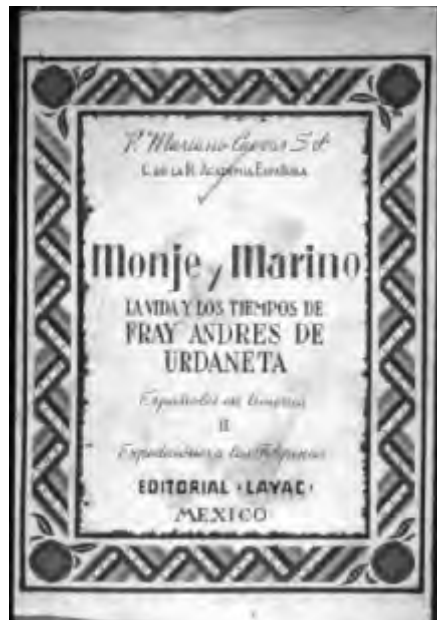 P. Mariano Cuevas S. J.
C. DE LA R. ACADEMIA ESPAÑOLA
Monje y Marino
LA VIDA Y LOS TIEMPOS DE
FRAY ANDRES DE
URDANETA
Españoles en America
II
Expediciones a las Filipinas
EDITORIAL "LAYAC"
MEXICO